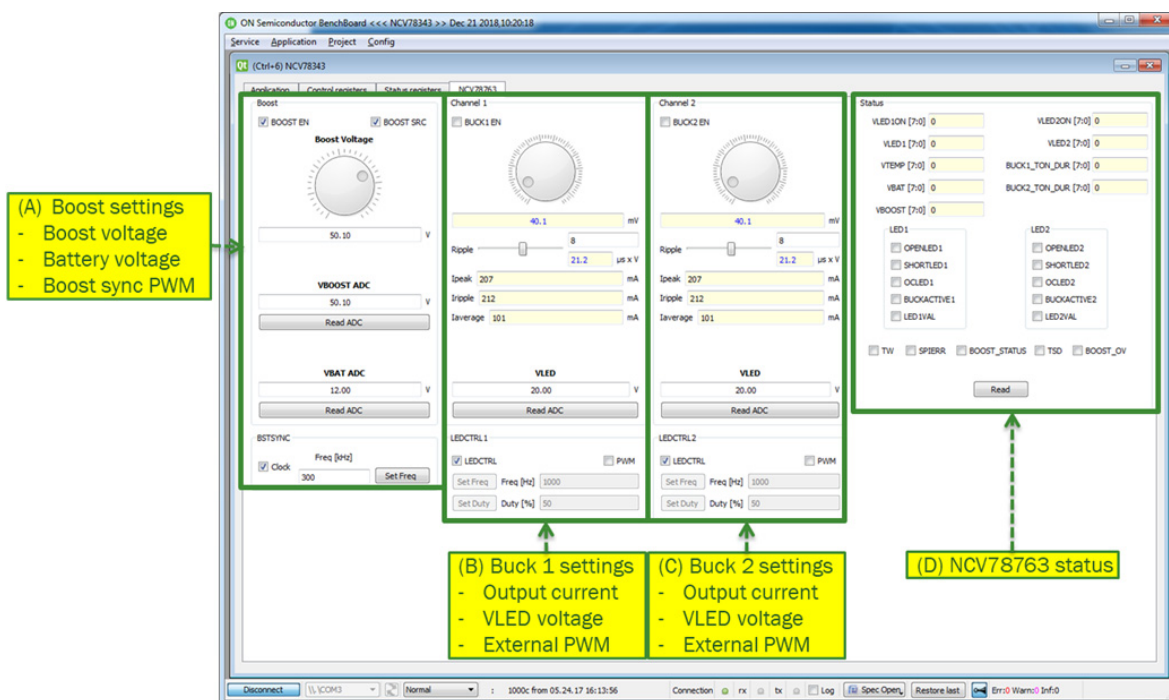 ON Semiconductor BenchBoard <<< NCV78343 >> Dec 21 2018,10:20:18
Service Application Project Config
(Ctrl+6) NCV78343
Application Control registers Status registers NCV78763
Boost
BOOST EN BOOST SRC
Boost Voltage
50.10 V
VBOOST ADC
50.10 V
Read ADC
VBAT ADC
12.00 V
Read ADC
BSTSYNC
Freq [kHz]
Clock 300 Set Freq
Channel 1
BUCK1 EN
40.1 mV
Ripple 8
21.2 µs x V
Ipeak 207 mA
Iripple 212 mA
Iaverage 101 mA
VLED
20.00 V
Read ADC
LEDCTRL1
LEDCTRL PWM
Set Freq Freq [Hz] 1000
Set Duty Duty [%] 50
Channel 2
BUCK2 EN
40.1 mV
Ripple 8
21.2 µs x V
Ipeak 207 mA
Iripple 212 mA
Iaverage 101 mA
VLED
20.00 V
Read ADC
LEDCTRL2
LEDCTRL PWM
Set Freq Freq [Hz] 1000
Set Duty Duty [%] 50
Status
VLED1ON [7:0] 0 VLED2ON [7:0] 0
VLED1 [7:0] 0 VLED2 [7:0] 0
VTEMP [7:0] 0 BUCK1_TON_DUR [7:0] 0
VBAT [7:0] 0 BUCK2_TON_DUR [7:0] 0
VBOOST [7:0] 0
LED1 LED2
OPENLED1 OPENLED2
SHORTLED1 SHORTLED2
OCLED1 OCLED2
BUCKACTIVE1 BUCKACTIVE2
LED1VAL LED2VAL
TW SPIERR BOOST_STATUS TSD BOOST_OV
Read
(A) Boost settings
- Boost voltage
- Battery voltage
- Boost sync PWM
(B) Buck 1 settings
- Output current
- VLED voltage
- External PWM
(C) Buck 2 settings
- Output current
- VLED voltage
- External PWM
(D) NCV78763 status
Disconnect \\.\COM3 Normal : 1000c from 05.24.17 16:13:56 Connection rx tx Log Spec Open, Restore last Err:0 Warn:0 Inf:0